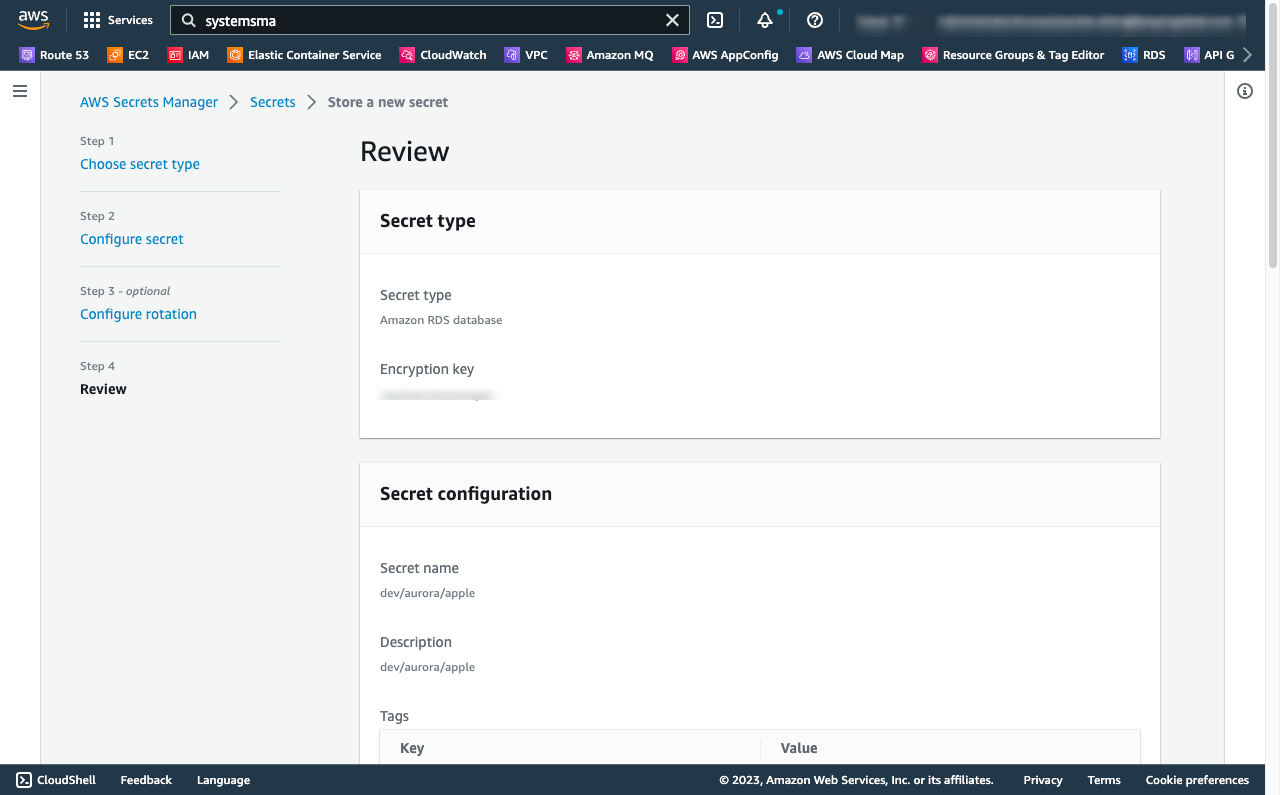 aws
Services
systemsma
Route 53
EC2
IAM
Elastic Container Service
CloudWatch
VPC
Amazon MQ
AWS AppConfig
AWS Cloud Map
Resource Groups & Tag Editor
RDS
API G
AWS Secrets Manager
Secrets
Store a new secret
Step 1
Choose secret type
Step 2
Configure secret
Step 3 - optional
Configure rotation
Step 4
Review
Review
Secret type
Secret type
Amazon RDS database
Encryption key
Secret configuration
Secret name
dev/aurora/apple
Description
dev/aurora/apple
Tags
Key
Value
CloudShell
Feedback
Language
© 2023, Amazon Web Services, Inc. or its affiliates.
Privacy
Terms
Cookie preferences